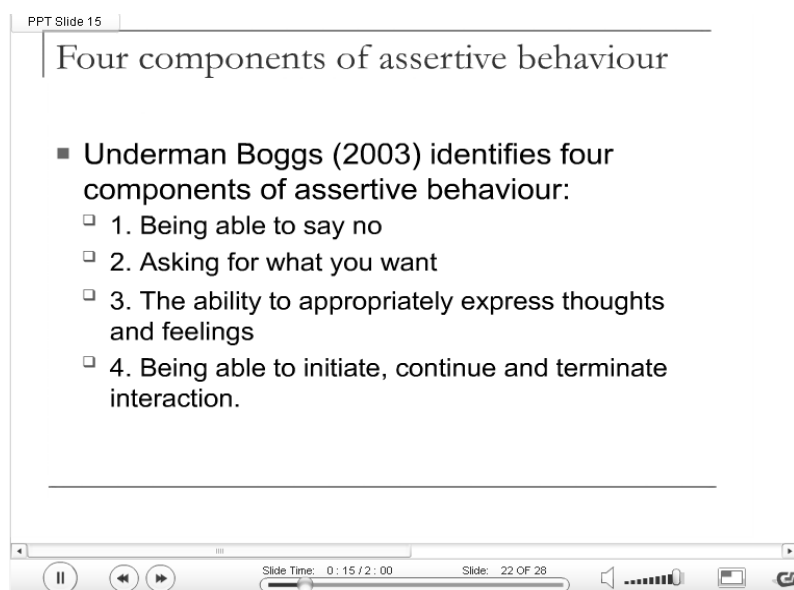 PPT Slide 15
Four components of assertive behaviour
Underman Boggs (2003) identifies four
components of assertive behaviour:
1. Being able to say no
2. Asking for what you want
3. The ability to appropriately express thoughts
and feelings
4. Being able to initiate, continue and terminate
interaction.
Slide Time: 0:15 / 2:00 Slide: 22 OF 28